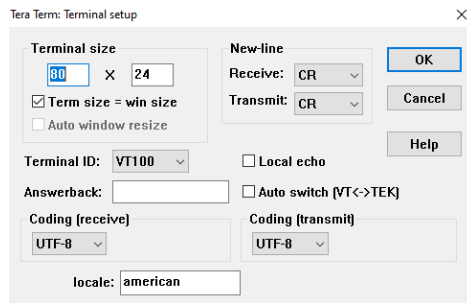 Tera Term: Terminal setup
Terminal size
80 X 24
Term size = win size
Auto window resize
New-line
Receive: CR
Transmit: CR
OK
Cancel
Help
Terminal ID: VT100
Local echo
Answerback:
Auto switch (VT<->TEK)
Coding (receive)
UTF-8
Coding (transmit)
UTF-8
locale: american